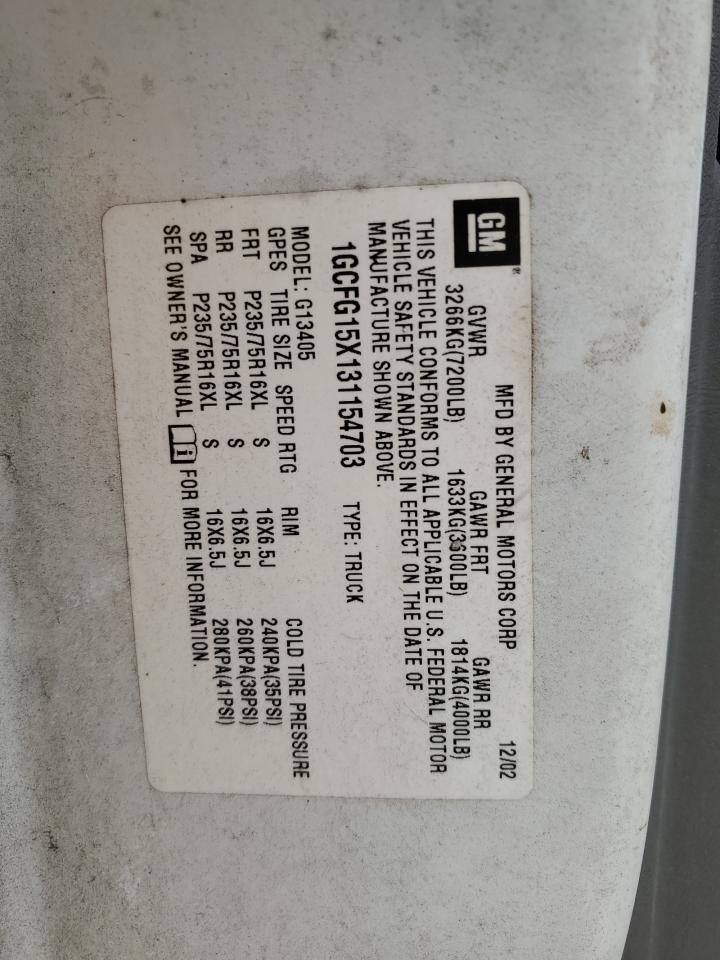 GM
MFD BY GENERAL MOTORS CORP 12/02
GVWR GAWR FRT GAWR RR
3266KG(7200LB) 1633KG(3600LB) 1814KG(4000LB)
THIS VEHICLE CONFORMS TO ALL APPLICABLE U.S. FEDERAL MOTOR
VEHICLE SAFETY STANDARDS IN EFFECT ON THE DATE OF
MANUFACTURE SHOWN ABOVE.
1GCFG15X131154703 TYPE: TRUCK
MODEL: G13405
GPES TIRE SIZE SPEED RTG RIM COLD TIRE PRESSURE
FRT P235/75R16XL S 16X6.5J 240KPA(35PSI)
RR P235/75R16XL S 16X6.5J 260KPA(38PSI)
SPA P235/75R16XL S 16X6.5J 280KPA(41PSI)
SEE OWNER'S MANUAL FOR MORE INFORMATION.